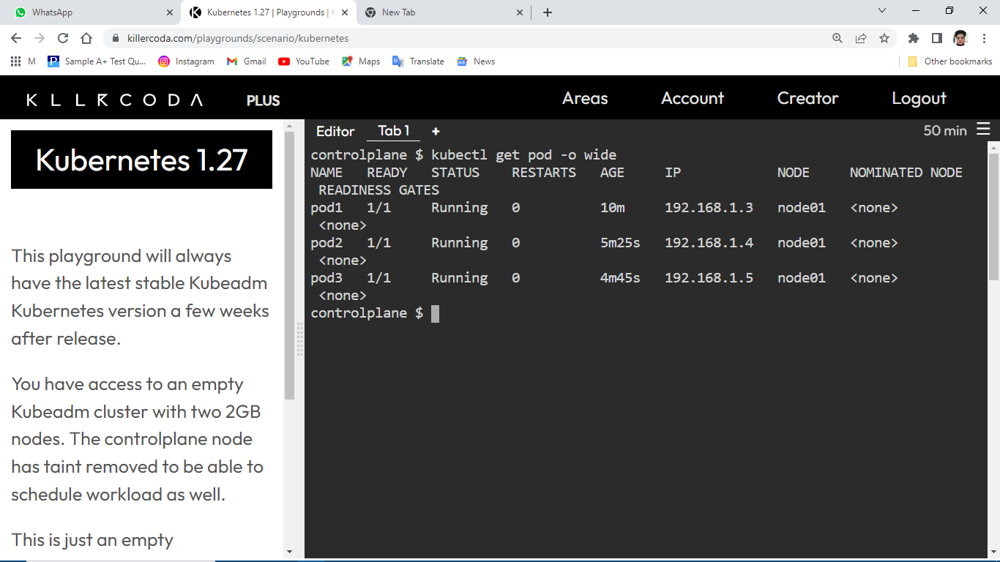 WhatsApp
Kubernetes 1.27 | Playgrounds | K
New Tab
killercoda.com/playgrounds/scenario/kubernetes
M
Sample A+ Test Qu...
Instagram
Gmail
YouTube
Maps
Translate
News
Other bookmarks
KLLRCODA
PLUS
Areas
Account
Creator
Logout
Kubernetes 1.27
This playground will always
have the latest stable Kubeadm
Kubernetes version a few weeks
after release.
You have access to an empty
Kubeadm cluster with two 2GB
nodes. The controlplane node
has taint removed to be able to
schedule workload as well.
This is just an empty
Editor Tab 1 +
50 min
controlplane $ kubectl get pod -o wide
NAME READY STATUS RESTARTS AGE IP NODE NOMINATED NODE
READINESS GATES
pod1 1/1 Running 0 10m 192.168.1.3 node01 <none>
<none>
pod2 1/1 Running 0 5m25s 192.168.1.4 node01 <none>
<none>
pod3 1/1 Running 0 4m45s 192.168.1.5 node01 <none>
<none>
controlplane $